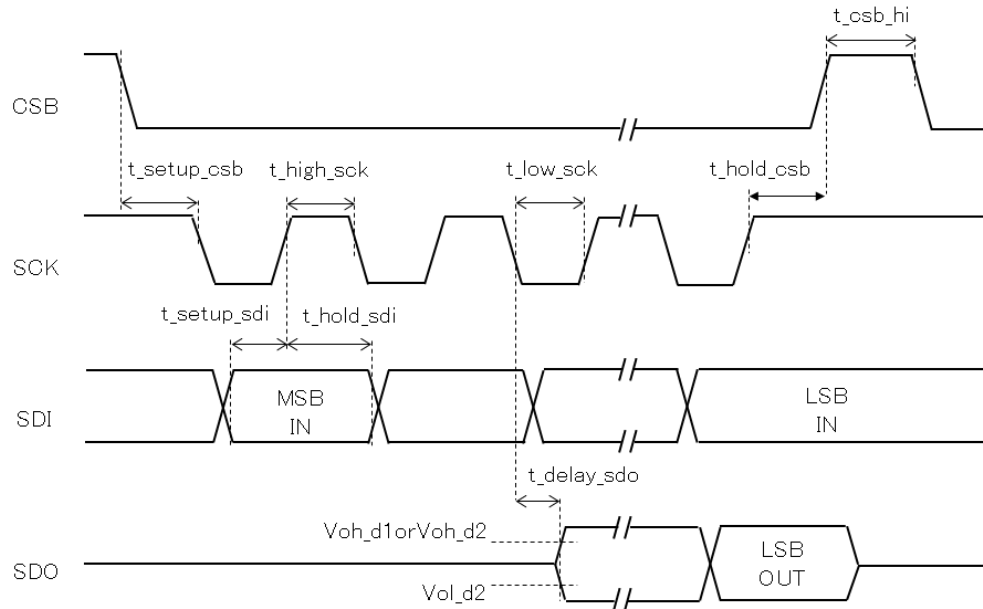 t_csb_hi
CSB
t_setup_csb
t_high_sck
t_low_sck
t_hold_csb
SCK
t_setup_sdi
t_hold_sdi
SDI
MSB
IN
LSB
IN
t_delay_sdo
Voh_d1orVoh_d2
SDO
LSB
OUT
Vol_d2